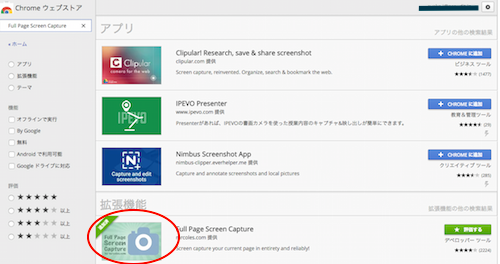 Chrome ウェブストア
Full Page Screen Capture
« ホーム
アプリ
拡張機能
テーマ
機能
オフラインで実行
By Google
無料
Android で利用可能
Google ドライブに対応
評価
以上
以上
以上
アプリ
アプリの他の検索結果
Clipular
camera for the web
Clipular! Research, save & share screenshot
clipular.com 提供
Screen capture, reinvented. Organize, search & bookmark the web.
+ CHROME に追加
ビジネス ツール
(1477)
IPEVO
IPEVO Presenter
www.ipevo.com 提供
Presenterがあれば、IPEVOの書画カメラを使った授業内容のキャプチャ&映し出しが簡単にできます。
+ CHROME に追加
教育＆管理ツール
Capture and edit
screenshots
Nimbus Screenshot App
nimbus-clipper.everhelper.me 提供
Capture and annotate screenshots and local pictures
+ CHROME に追加
クリエイティブ ツール
拡張機能
拡張機能の他の検索結果
Full Page
Screen
Capture
Full Page Screen Capture
mrcoles.com 提供
Screen capture your current page in entirety and reliably!
★ 評価する
デベロッパー ツール
(2224)